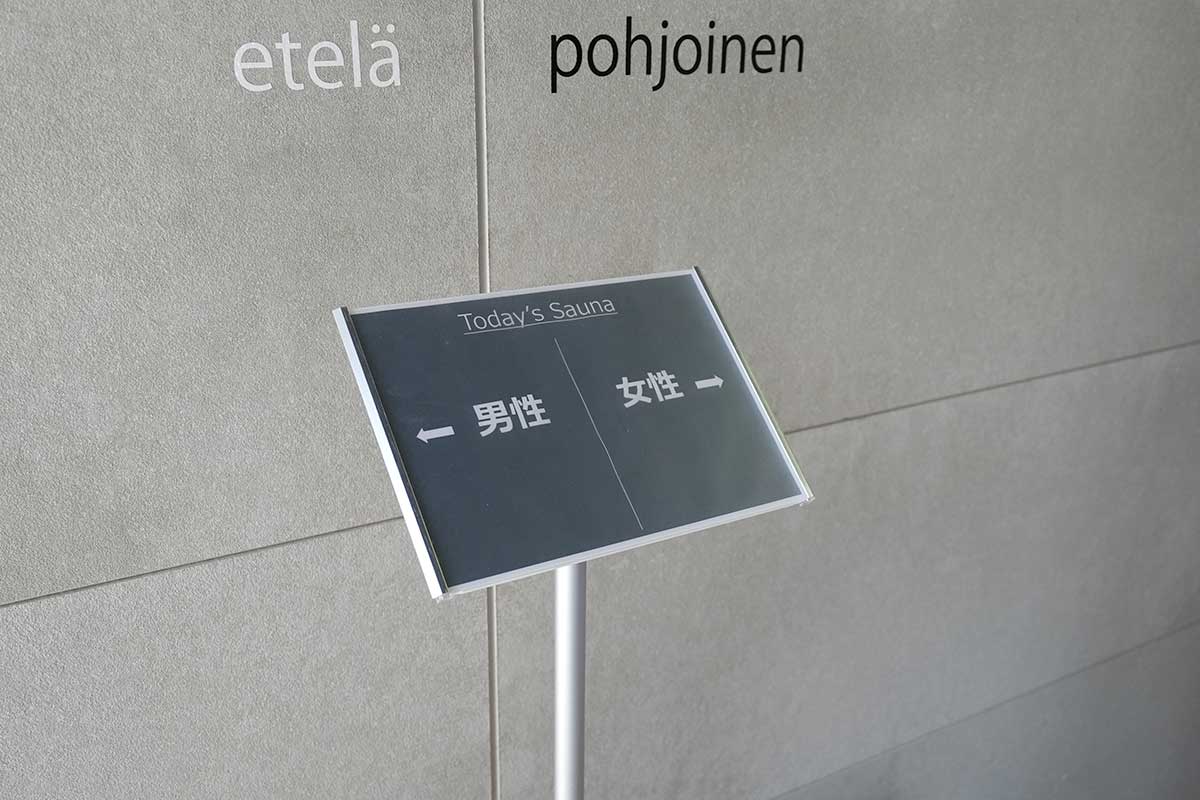 etelä
pohjoinen
Today's Sauna
← 男性
女性 →